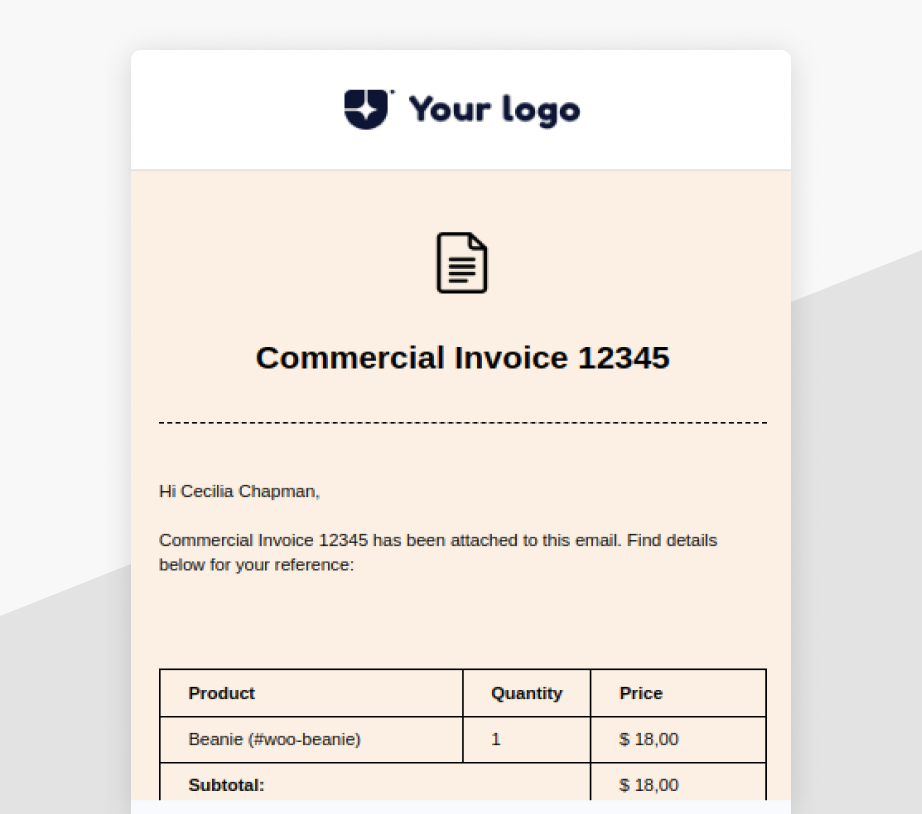 Your logo
Commercial Invoice 12345
Hi Cecilia Chapman,
Commercial Invoice 12345 has been attached to this email. Find details
below for your reference:
Product Quantity Price
Beanie (#woo-beanie) 1 $ 18,00
Subtotal: $ 18,00